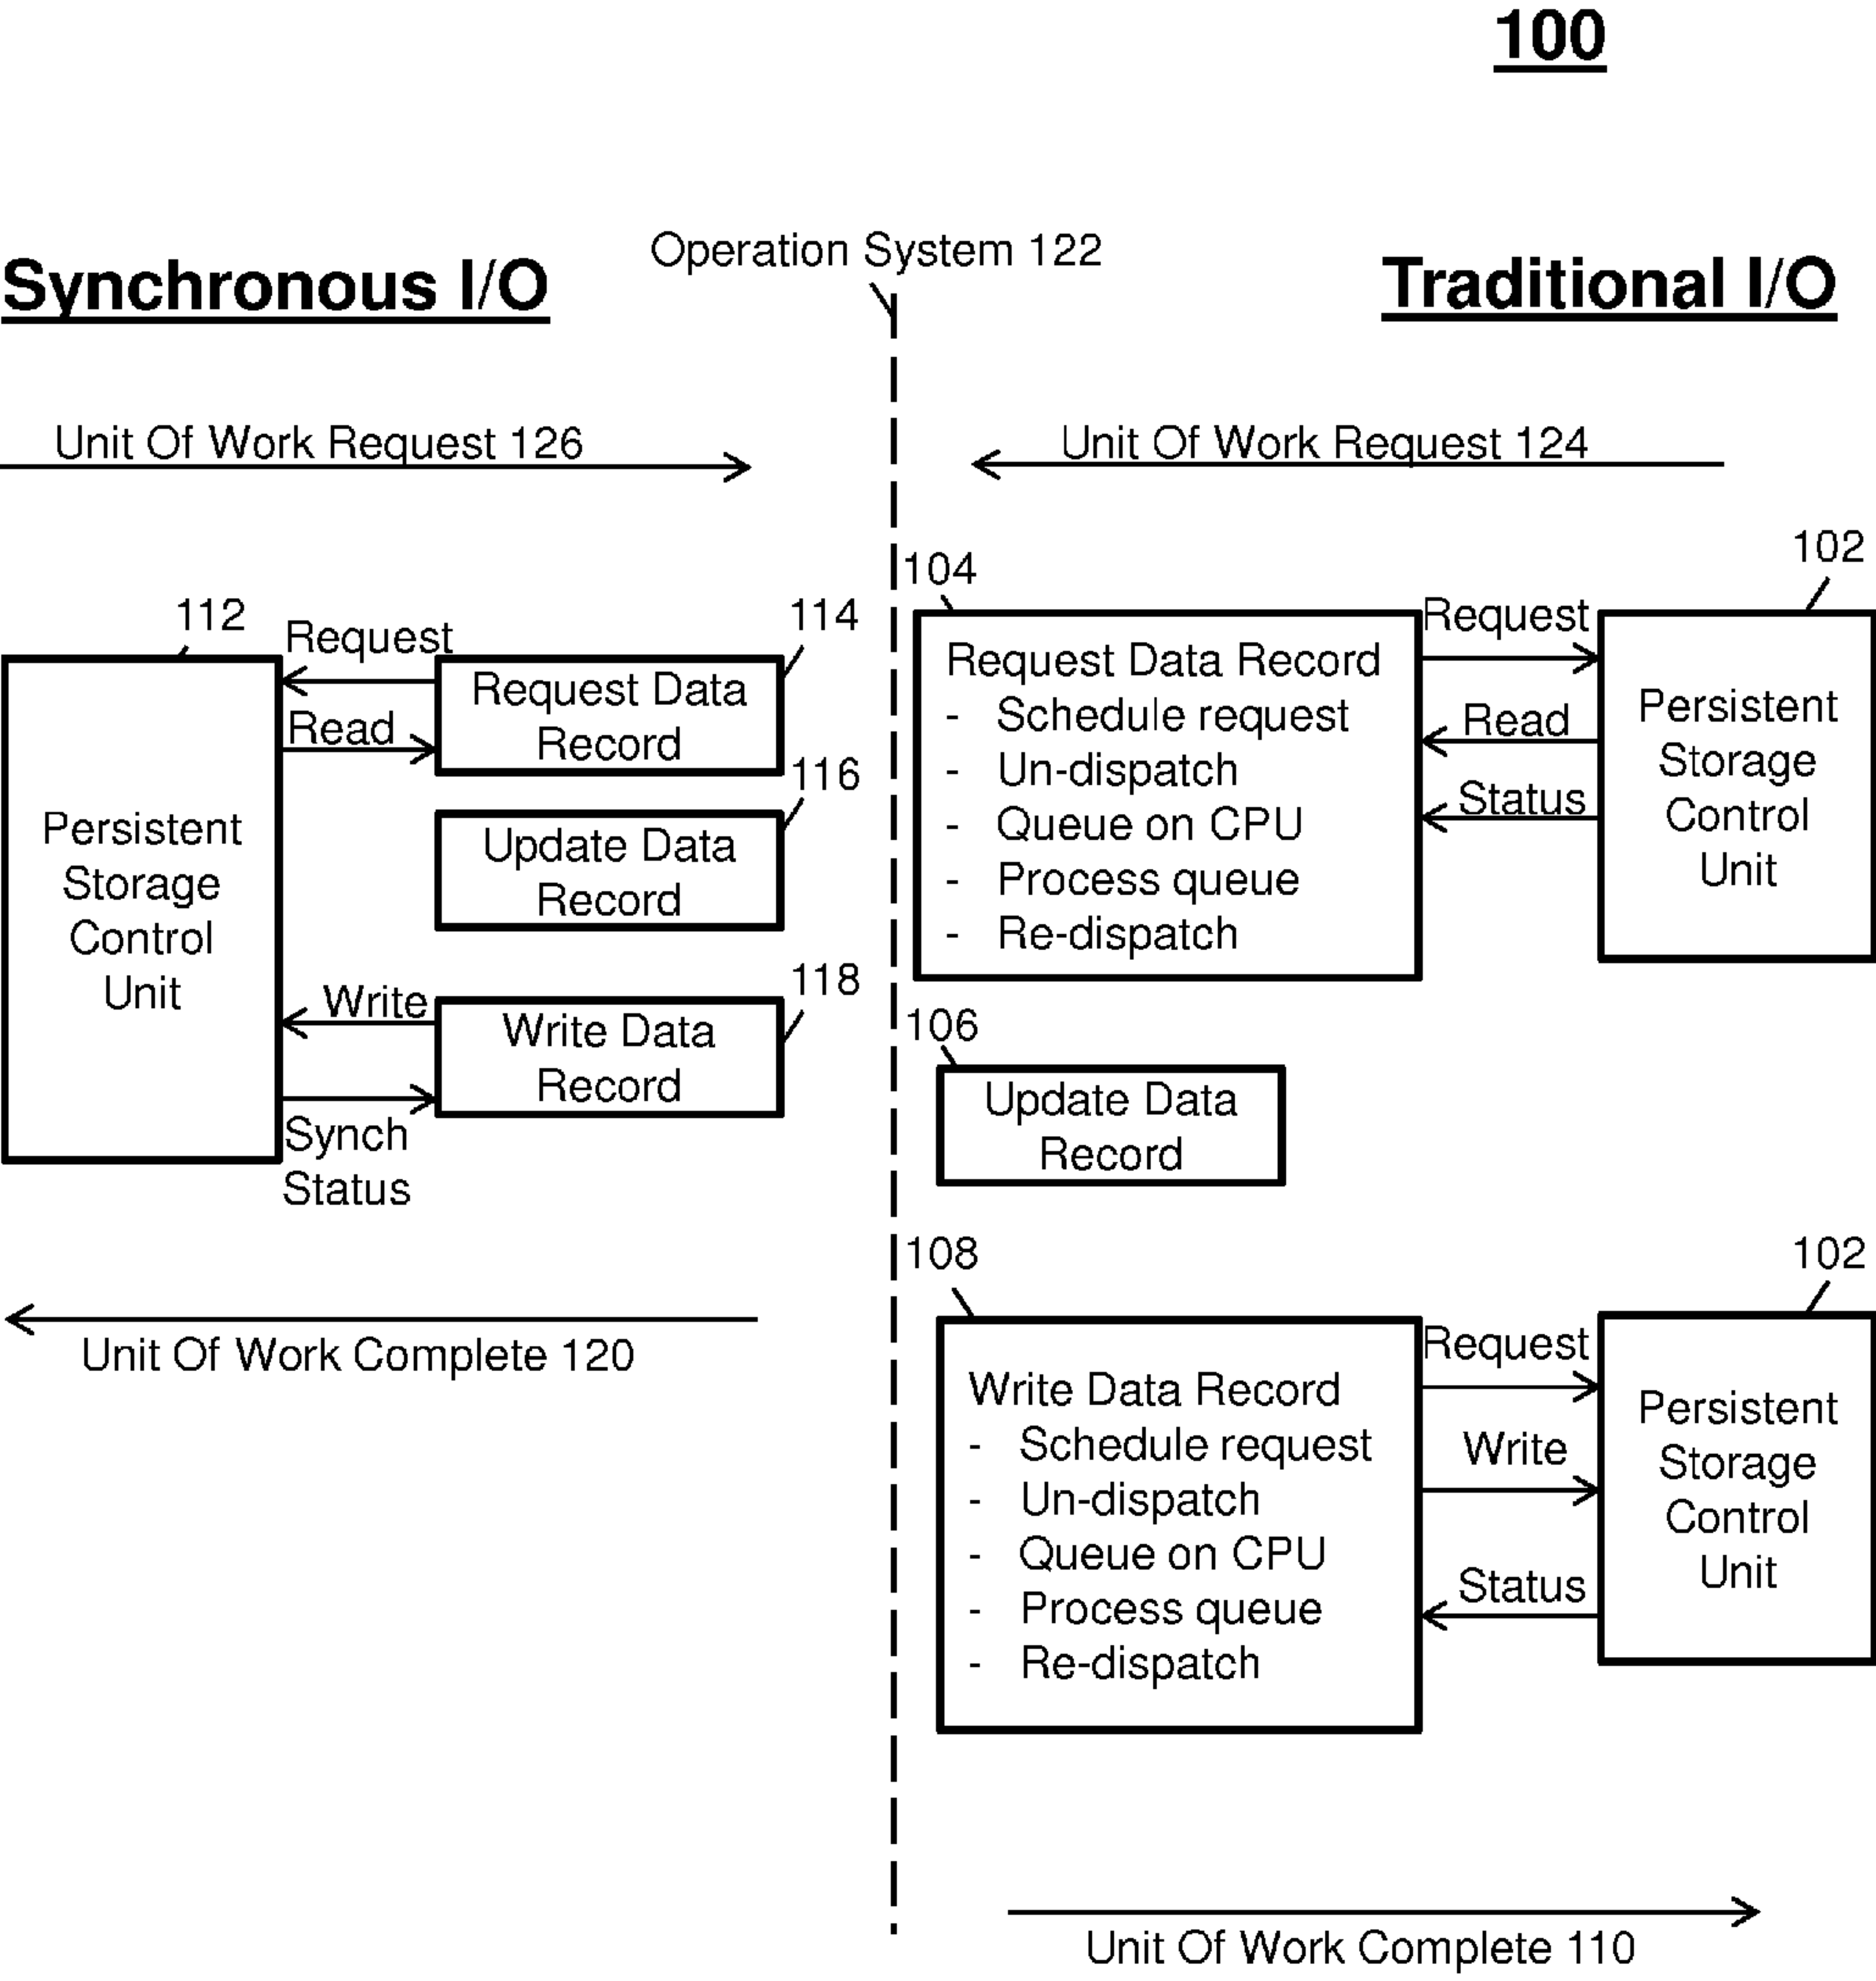 100
Operation System 122
Synchronous I/O
Traditional I/O
Unit Of Work Request 126
Unit Of Work Request 124
112
Request
Read
114
Request Data
Record
116
Update Data
Record
Persistent
Storage
Control
Unit
118
Write
Write Data
Record
Synch
Status
Unit Of Work Complete 120
104
Request Data Record
- Schedule request
- Un-dispatch
- Queue on CPU
- Process queue
- Re-dispatch
Request
Read
Status
102
Persistent
Storage
Control
Unit
106
Update Data
Record
108
Write Data Record
- Schedule request
- Un-dispatch
- Queue on CPU
- Process queue
- Re-dispatch
Request
Write
Status
102
Persistent
Storage
Control
Unit
Unit Of Work Complete 110